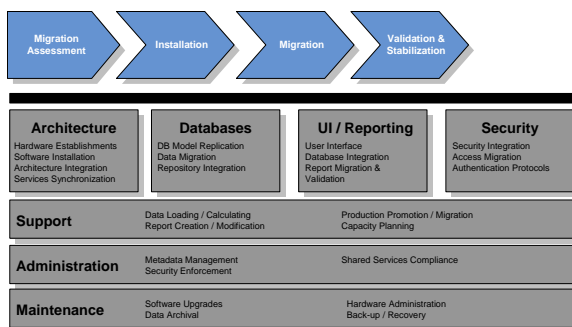 Migration
Assessment
Installation
Migration
Validation &
Stabilization
Architecture
Hardware Establishments
Software Installation
Architecture Integration
Services Synchronization
Databases
DB Model Replication
Data Migration
Repository Integration
UI / Reporting
User Interface
Database Integration
Report Migration &
Validation
Security
Security Integration
Access Migration
Authentication Protocols
Support
Data Loading / Calculating
Report Creation / Modification
Production Promotion / Migration
Capacity Planning
Administration
Metadata Management
Security Enforcement
Shared Services Compliance
Maintenance
Software Upgrades
Data Archival
Hardware Administration
Back-up / Recovery